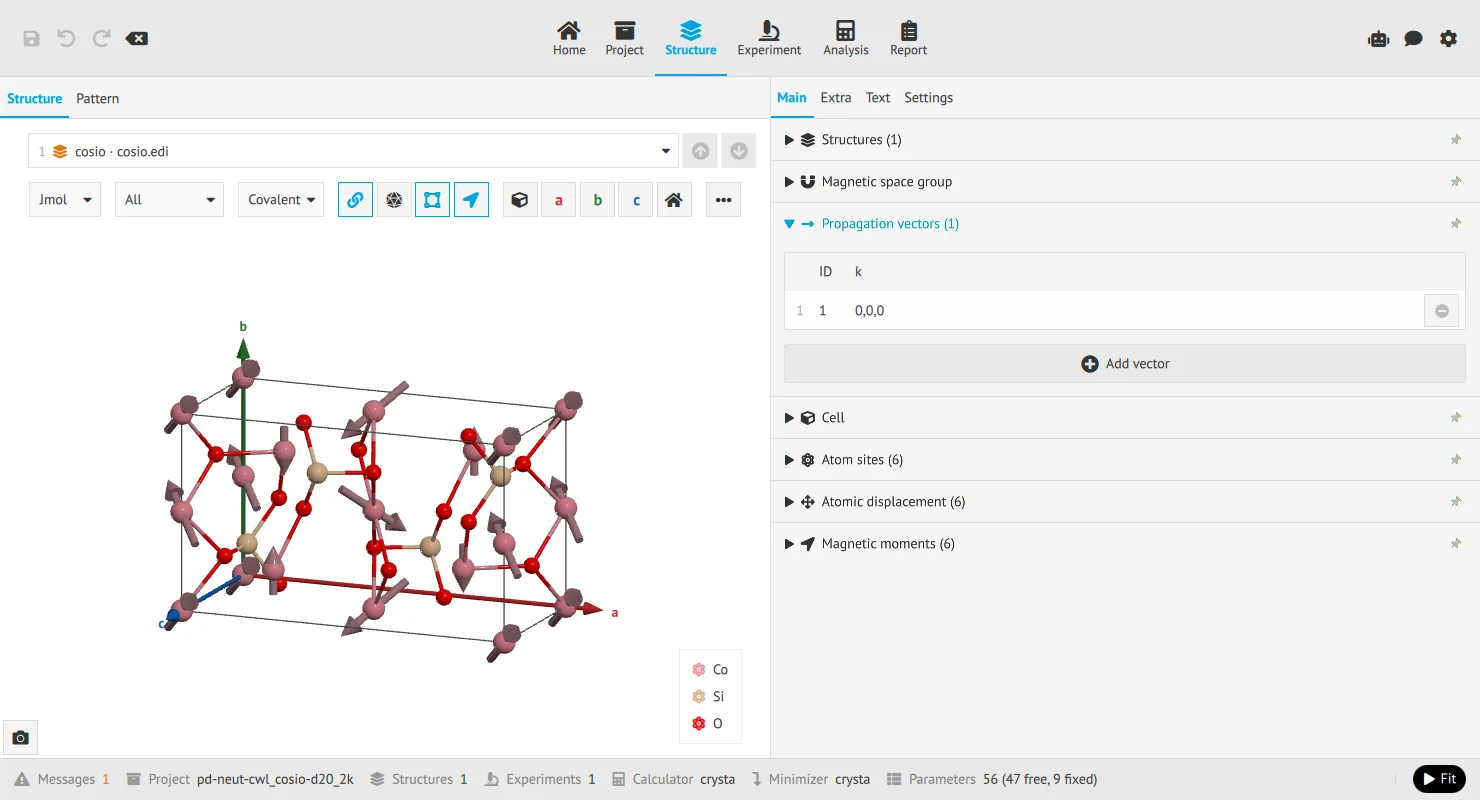 Home Project Structure Experiment Analysis Report
Structure Pattern
Main Extra Text Settings
1 cosio · cosio.edi
Jmol All Covalent a b c
Structures (1)
Magnetic space group
Propagation vectors (1)
ID k
1 1 0,0,0
Add vector
Cell
Atom sites (6)
Atomic displacement (6)
Magnetic moments (6)
b
a
c
Co
Si
O
Messages 1 Project pd-neut-cwl_cosio-d20_2k Structures 1 Experiments 1 Calculator crysta Minimizer crysta Parameters 56 (47 free, 9 fixed) Fit